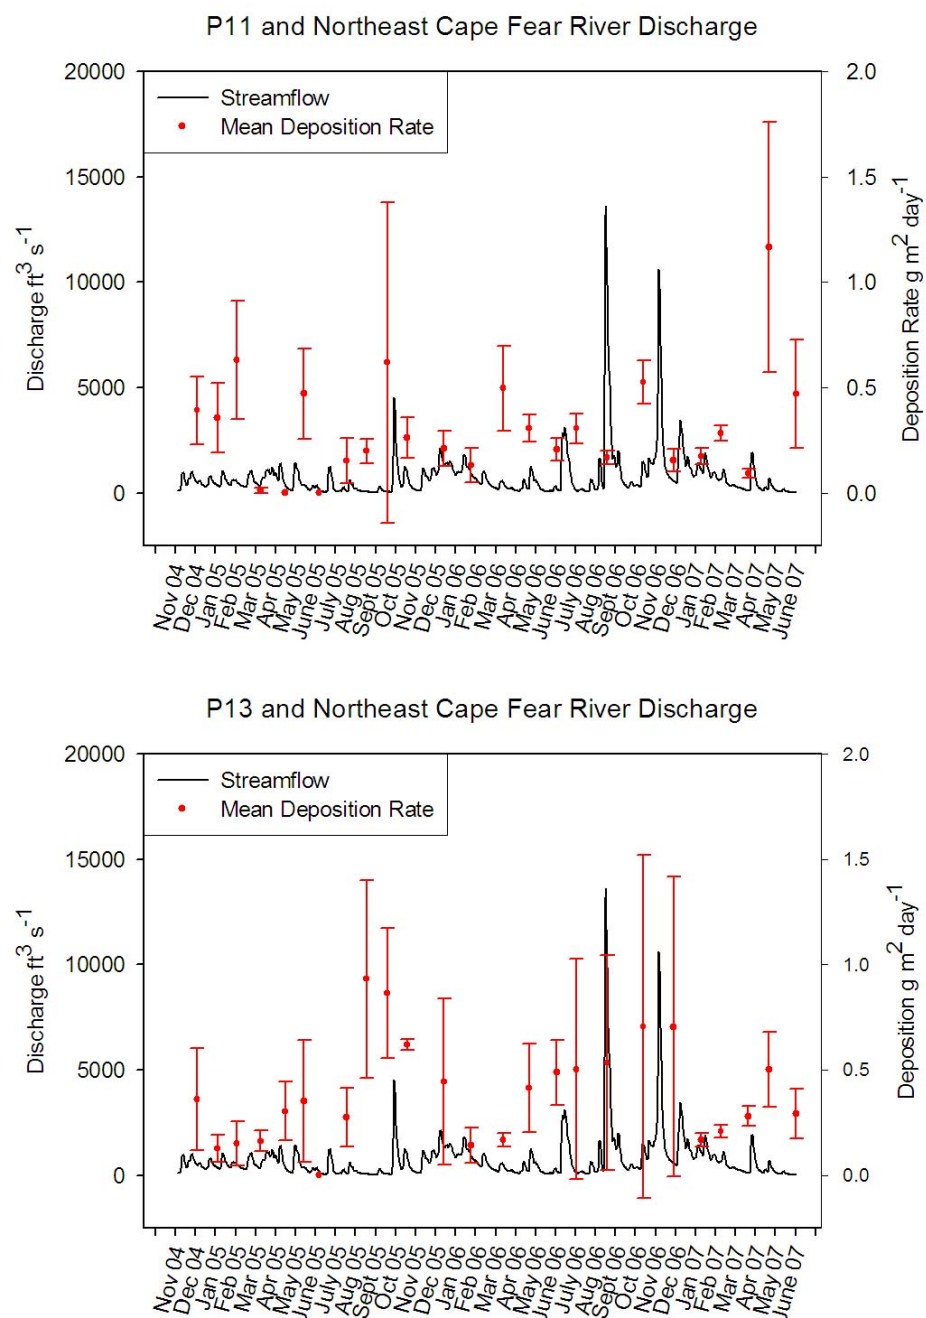 P11 and Northeast Cape Fear River Discharge
20000
15000
10000
5000
0
Discharge ft3 s-1
Streamflow
Mean Deposition Rate
2.0
1.5
1.0
0.5
0.0
Deposition Rate g m2 day-1
Nov 04
Dec 04
Jan 05
Feb 05
Mar 05
Apr 05
May 05
June 05
July 05
Aug 05
Sept 05
Oct 05
Nov 05
Dec 05
Jan 06
Feb 06
Mar 06
Apr 06
May 06
June 06
July 06
Aug 06
Sept 06
Oct 06
Nov 06
Dec 06
Jan 07
Feb 07
Mar 07
Apr 07
May 07
June 07
P13 and Northeast Cape Fear River Discharge
20000
15000
10000
5000
0
Discharge ft3 s-1
Streamflow
Mean Deposition Rate
2.0
1.5
1.0
0.5
0.0
Deposition g m2 day-1
Nov 04
Dec 04
Jan 05
Feb 05
Mar 05
Apr 05
May 05
June 05
July 05
Aug 05
Sept 05
Oct 05
Nov 05
Dec 05
Jan 06
Feb 06
Mar 06
Apr 06
May 06
June 06
July 06
Aug 06
Sept 06
Oct 06
Nov 06
Dec 06
Jan 07
Feb 07
Mar 07
Apr 07
May 07
June 07